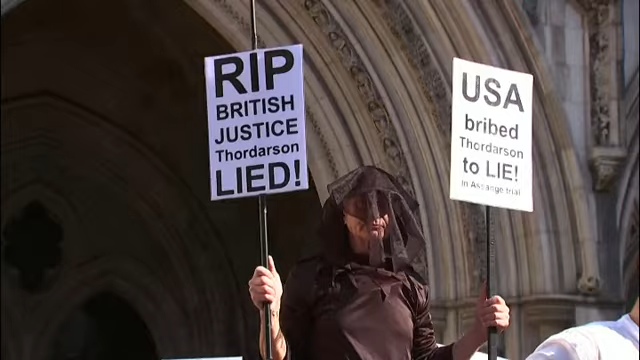 RIP
BRITISH
JUSTICE
Thordarson
LIED!
USA
bribed
Thordarson
to LIE!
in Assange trial